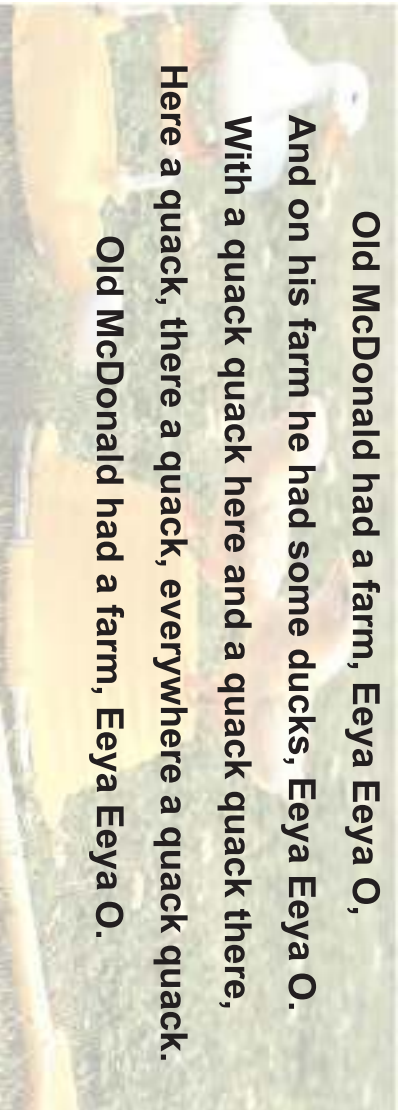 Old McDonald had a farm, Eeya Eeya O,
And on his farm he had some ducks, Eeya Eeya O.
With a quack quack here and a quack quack there,
Here a quack, there a quack, everywhere a quack quack.
Old McDonald had a farm, Eeya Eeya O.